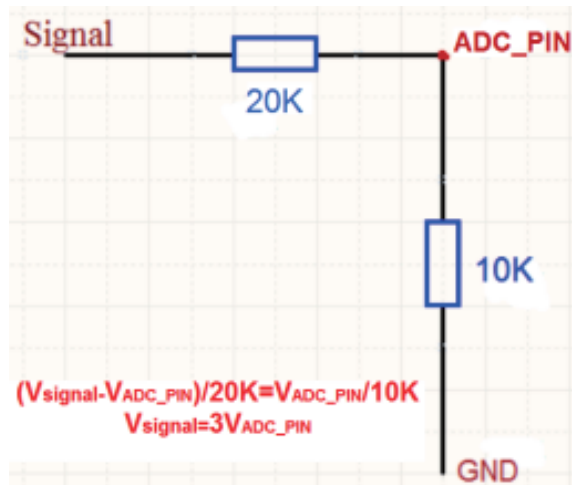 Signal
ADC_PIN
20K
10K
(Vsignal-VADC_PIN)/20K=VADC_PIN/10K
Vsignal=3VADC_PIN
GND